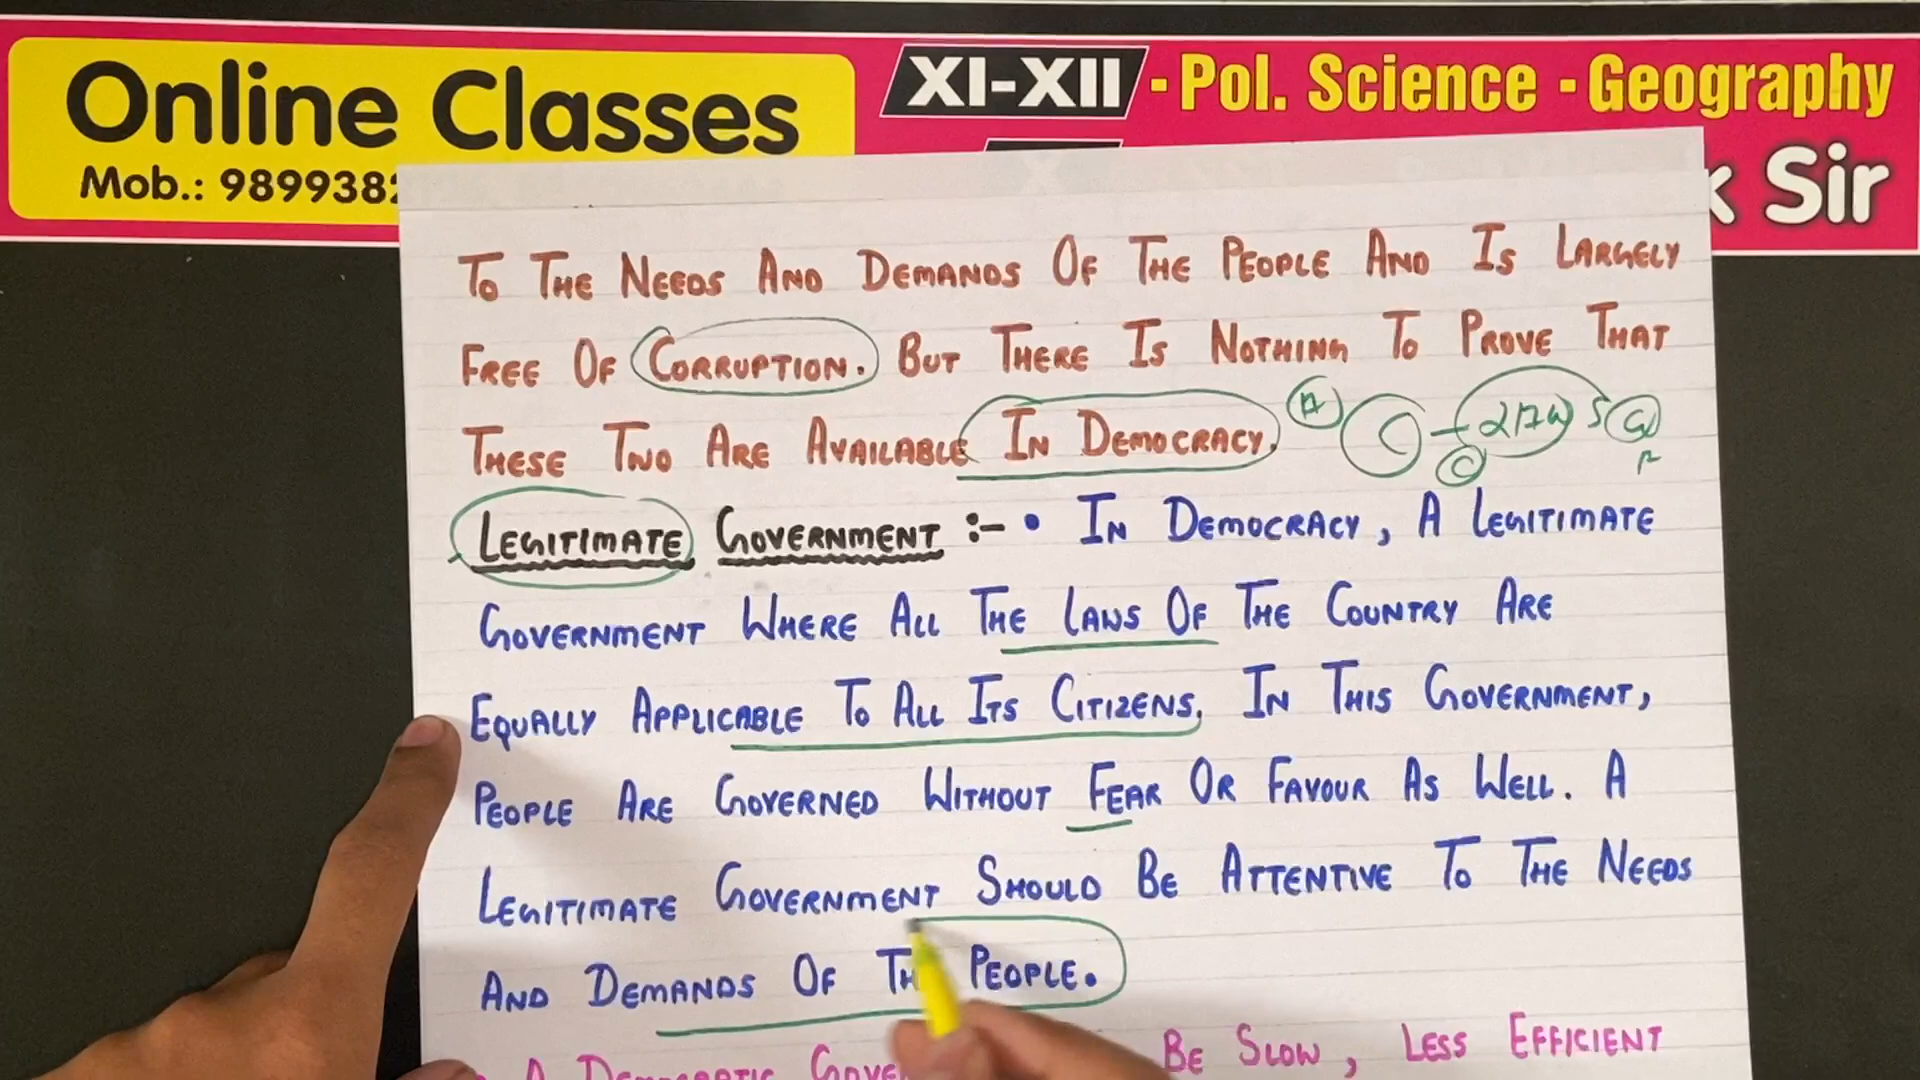 Online Classes
Mob.: 989938
XI-XII - Pol. Science - Geography
Sir
TO THE NEEDS AND DEMANDS OF THE PEOPLE AND IS LARGELY
FREE OF CORRUPTION. BUT THERE IS NOTHING TO PROVE THAT
THESE TWO ARE AVAILABLE IN DEMOCRACY.
LEGITIMATE GOVERNMENT :- • IN DEMOCRACY, A LEGITIMATE
GOVERNMENT WHERE ALL THE LAWS OF THE COUNTRY ARE
EQUALLY APPLICABLE TO ALL ITS CITIZENS. IN THIS GOVERNMENT,
PEOPLE ARE GOVERNED WITHOUT FEAR OR FAVOUR AS WELL. A
LEGITIMATE GOVERNMENT SHOULD BE ATTENTIVE TO THE NEEDS
AND DEMANDS OF TH PEOPLE.
BE SLOW, LESS EFFICIENT